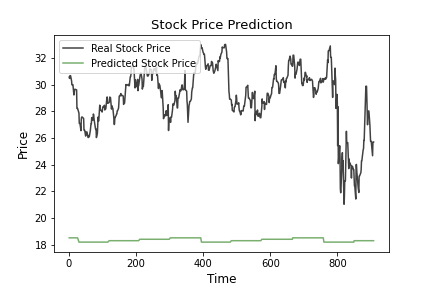 Stock Price Prediction
Real Stock Price
Predicted Stock Price
Price
32
30
28
26
24
22
20
18
0 200 400 600 800
Time